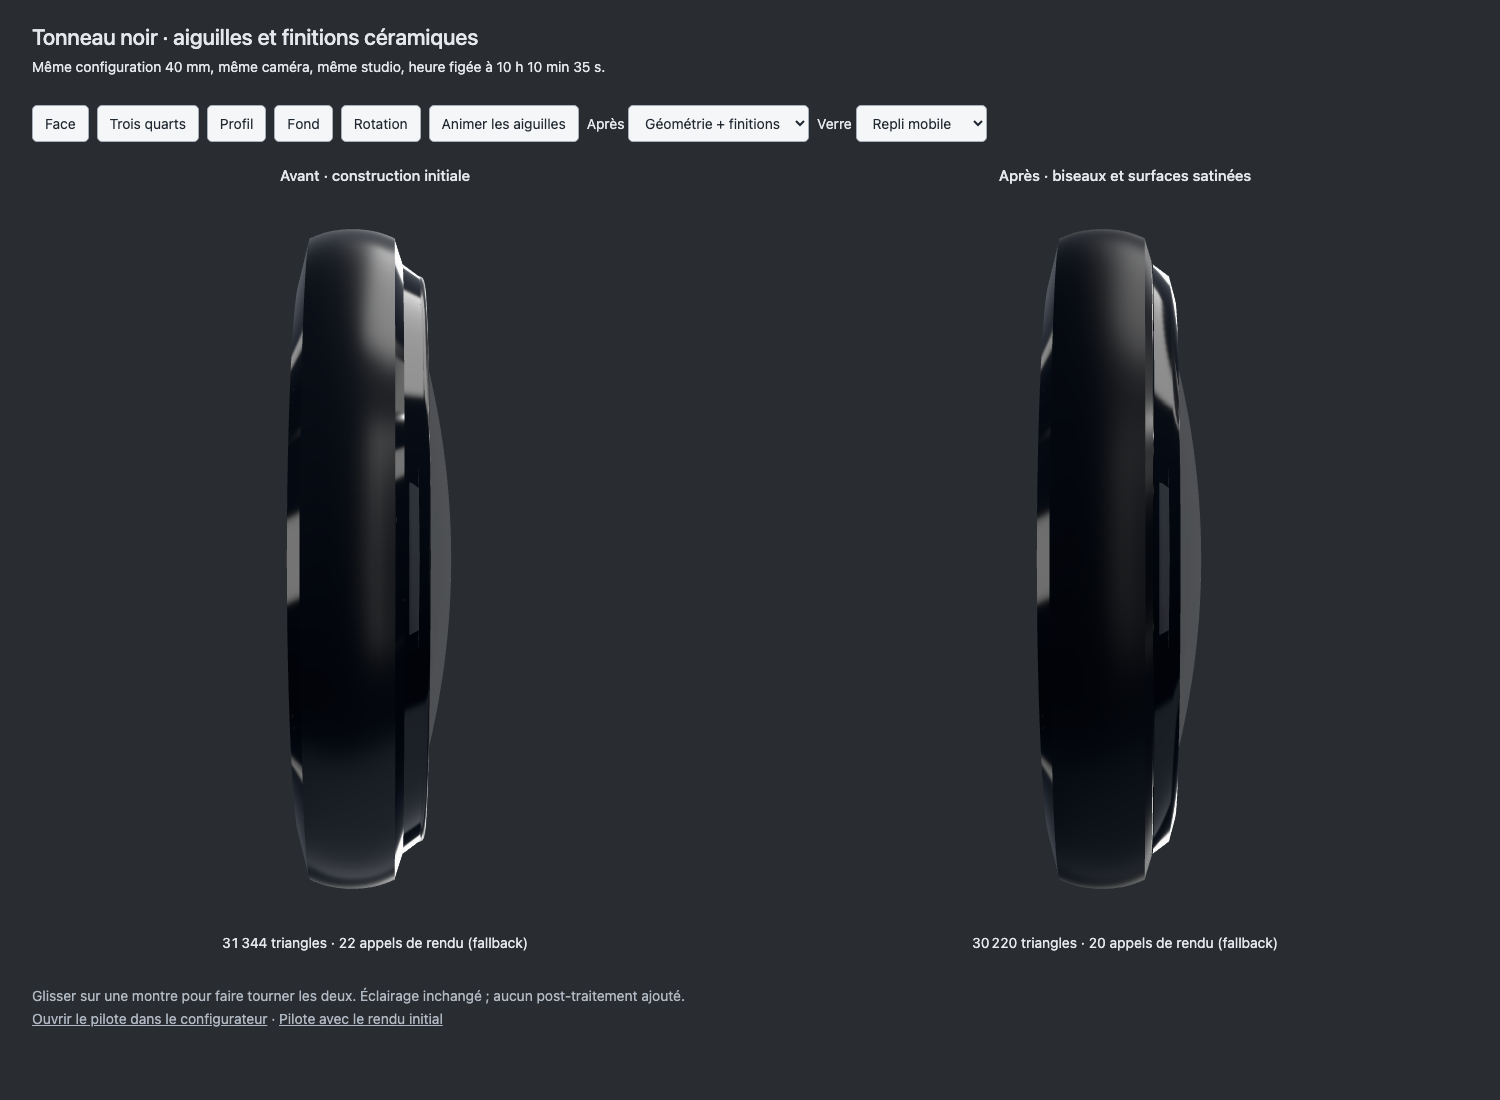 Tonneau noir · aiguilles et finitions céramiques
Même configuration 40 mm, même caméra, même studio, heure figée à 10 h 10 min 35 s.
Face Trois quarts Profil Fond Rotation Animer les aiguilles Après Géométrie + finitions Verre Repli mobile
Avant · construction initiale
Après · biseaux et surfaces satinées
31 344 triangles · 22 appels de rendu (fallback)
30 220 triangles · 20 appels de rendu (fallback)
Glisser sur une montre pour faire tourner les deux. Éclairage inchangé ; aucun post-traitement ajouté.
Ouvrir le pilote dans le configurateur · Pilote avec le rendu initial